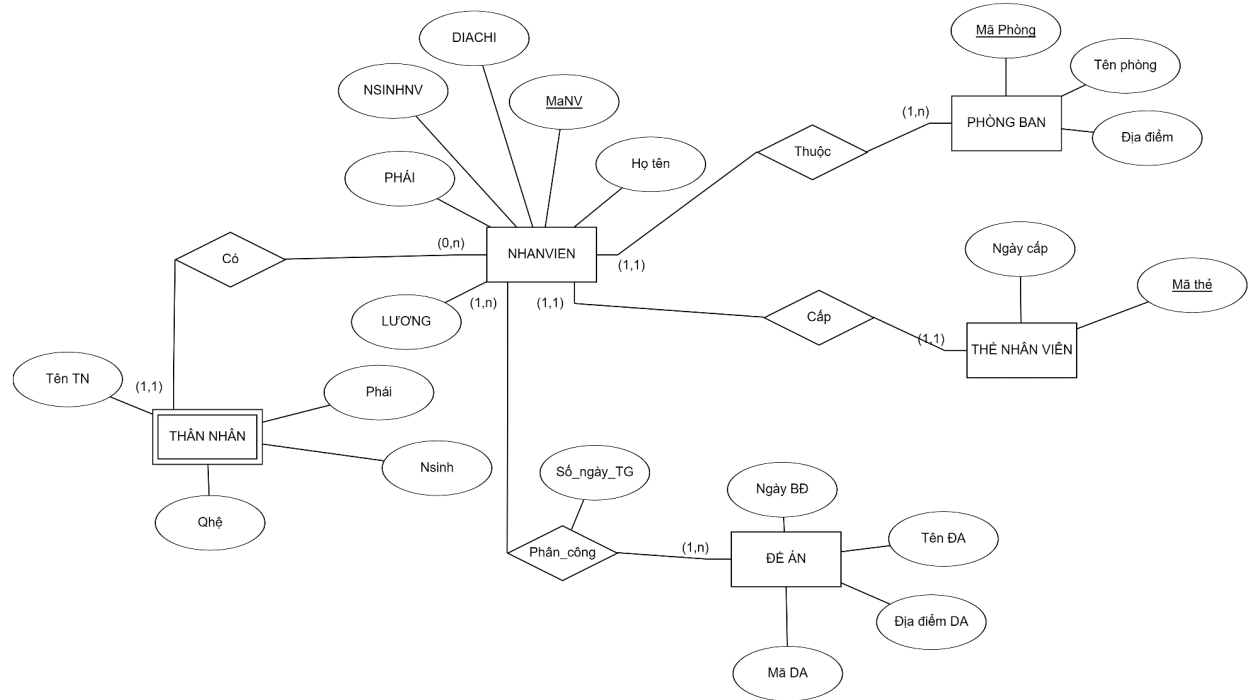 Mã Phòng
DIACHI
Tên phòng
NSINHNV
MaNV
(1,n)
PHÒNG BAN
Địa điểm
Thuộc
Họ tên
PHÁI
(0,n)
NHANVIEN
Ngày cấp
Có
(1,1)
Mã thẻ
(1,n)
(1,1)
LƯƠNG
Cấp
(1,1)
THẺ NHÂN VIÊN
Tên TN
(1,1)
Phái
THÂN NHÂN
Nsinh
Số_ngày_TG
Ngày BĐ
Qhệ
Tên ĐA
Phân_công
(1,n)
ĐỀ ÁN
Địa điểm DA
Mã DA